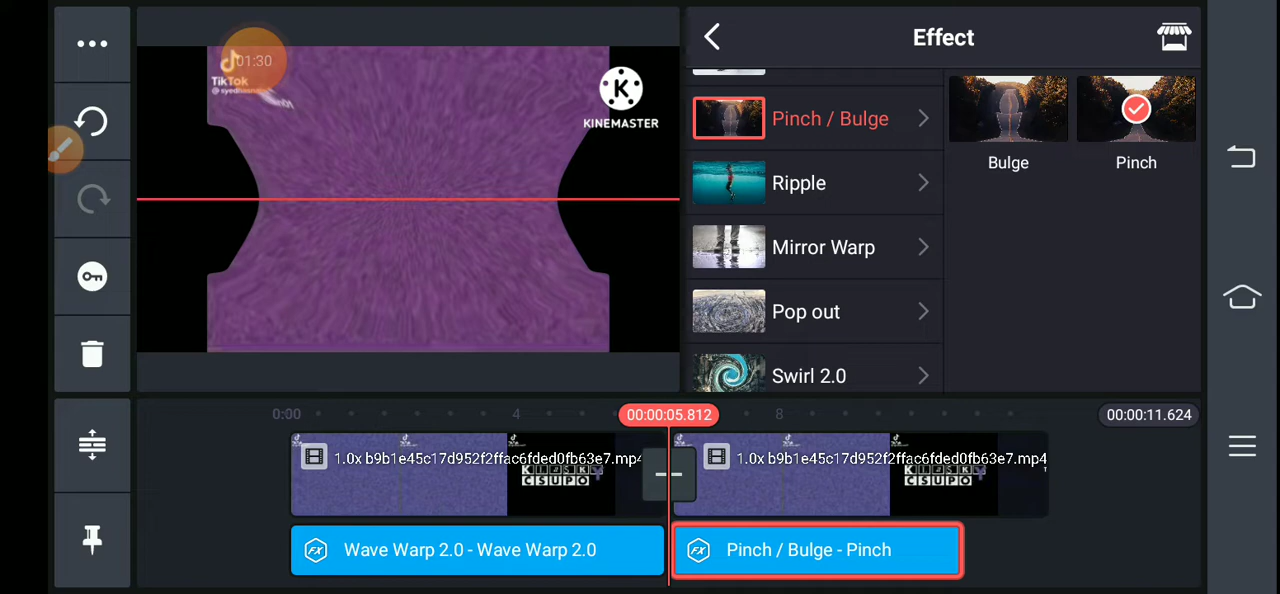 01:30
TikTok
KINEMASTER
Effect
Pinch / Bulge
Ripple
Mirror Warp
Pop out
Swirl 2.0
Bulge
Pinch
0:00
4
00:00:05.812
8
00:00:11.624
1.0x b9b1e45c17d952f2ffac6fded0fb63e7.mp4
1.0x b9b1e45c17d952f2ffac6fded0fb63e7.mp4
CSUPO
CSUPO
Wave Warp 2.0 - Wave Warp 2.0
Pinch / Bulge - Pinch